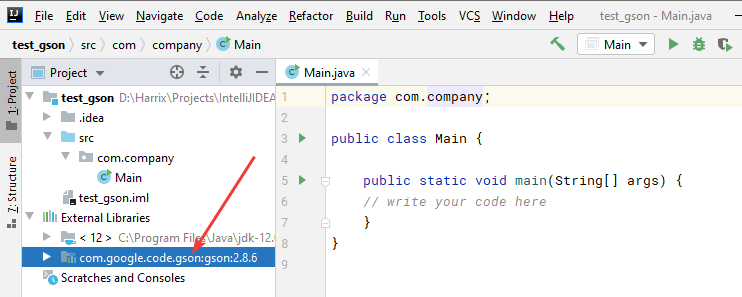 IJ File Edit View Navigate Code Analyze Refactor Build Run Tools VCS Window Help test_gson - Main.java
test_gson src com company Main Main
1: Project
7: Structure
Project
test_gson D:\Harrix\Projects\IntelliJIDEA
.idea
src
com.company
Main
test_gson.iml
External Libraries
< 12 > C:\Program Files\Java\jdk-12.0
com.google.code.gson:gson:2.8.6
Scratches and Consoles
Main.java
1 package com.company;
2
3 public class Main {
4
5 public static void main(String[] args) {
6 // write your code here
7 }
8 }
9